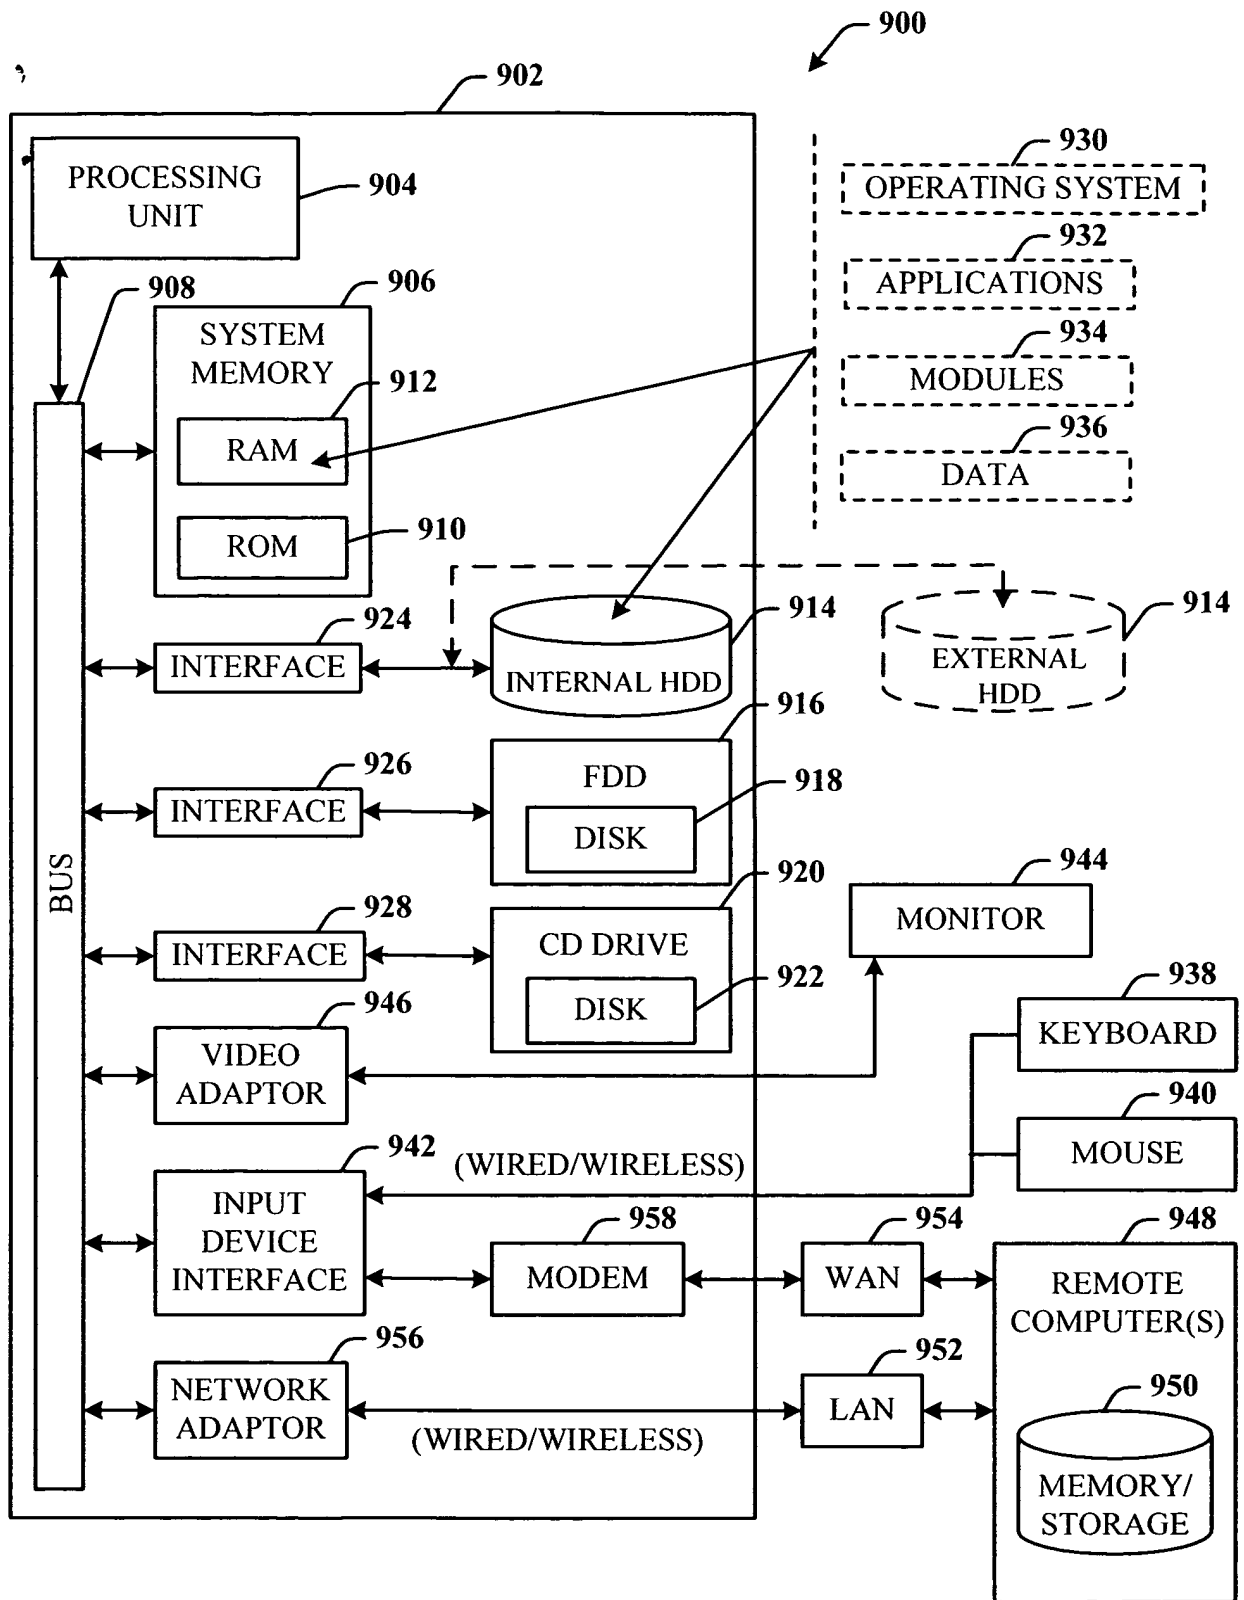 900
902
PROCESSING
UNIT
904
930
OPERATING SYSTEM
932
APPLICATIONS
934
MODULES
936
DATA
908
906
SYSTEM
MEMORY
912
RAM
910
ROM
924
INTERFACE
914
INTERNAL HDD
914
EXTERNAL
HDD
916
FDD
926
INTERFACE
918
DISK
BUS
920
CD DRIVE
928
INTERFACE
922
DISK
944
MONITOR
946
VIDEO
ADAPTOR
938
KEYBOARD
940
MOUSE
942
(WIRED/WIRELESS)
INPUT
DEVICE
INTERFACE
958
MODEM
954
WAN
948
REMOTE
COMPUTER(S)
956
NETWORK
ADAPTOR
(WIRED/WIRELESS)
952
LAN
950
MEMORY/
STORAGE